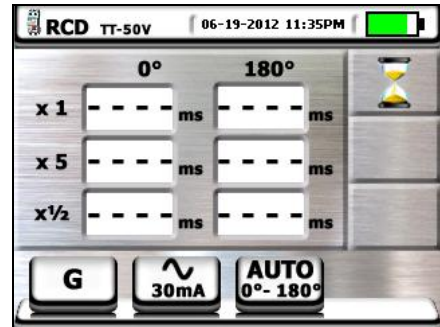 RCD TT-50V 06-19-2012 11:35PM
0° 180°
x 1 - - - - ms - - - - ms
x 5 - - - - ms - - - - ms
x½ - - - - ms - - - - ms
G 30mA AUTO 0°- 180°